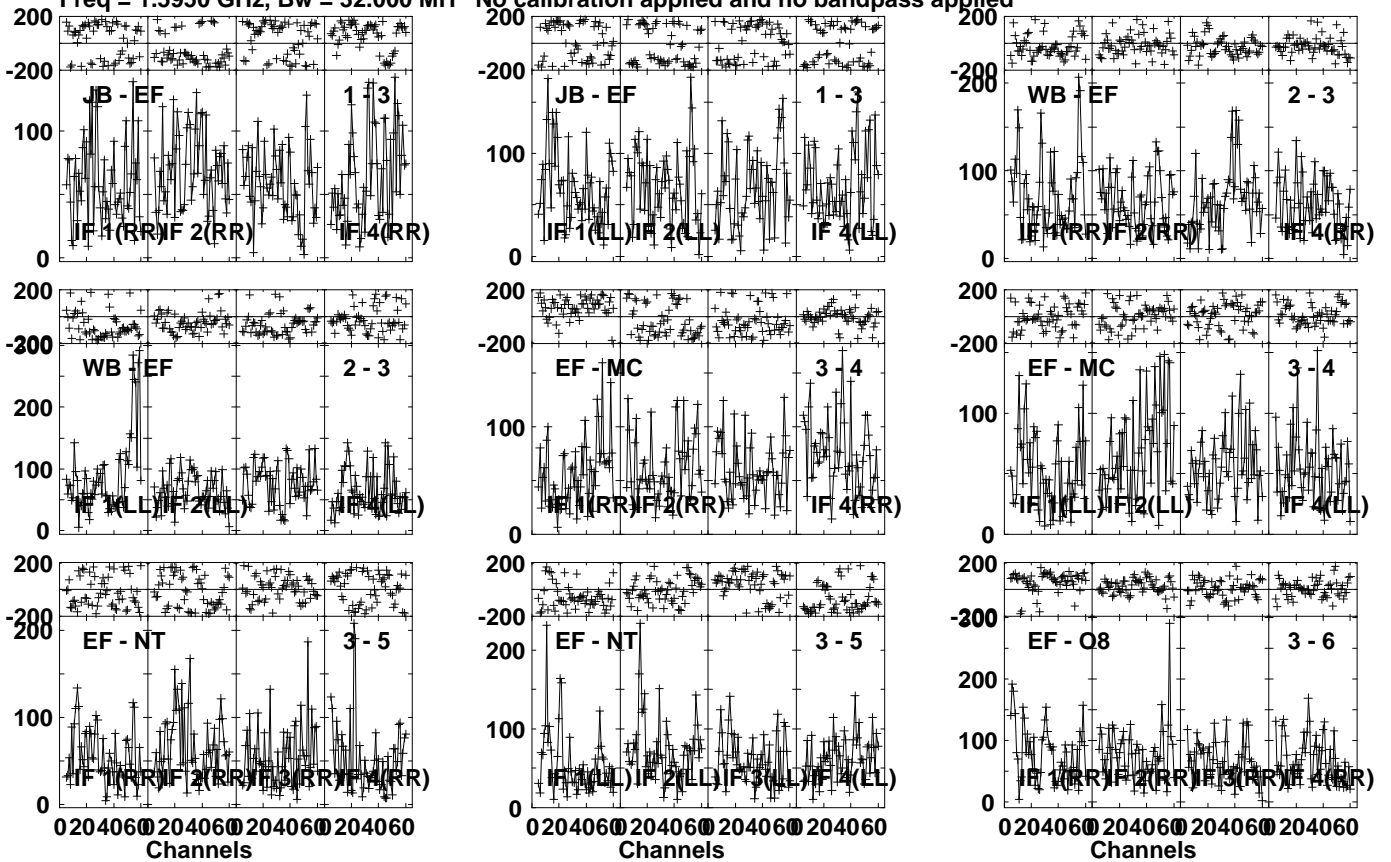 Freq = 1.5950 GHz, Bw = 32.000 MH No calibration applied and no bandpass applied
200
-200
JB - EF 1 - 3
100
IF 1(RR) IF 2(RR) IF 4(RR)
0
200
-200
JB - EF 1 - 3
100
IF 1(LL) IF 2(LL) IF 4(LL)
0
200
-200
200
WB - EF 2 - 3
100
IF 1(RR) IF 2(RR) IF 4(RR)
0
200
-200
300
WB - EF 2 - 3
200
100
IF 1(LL) IF 2(LL) IF 4(LL)
0
200
-200
EF - MC 3 - 4
100
IF 1(RR) IF 2(RR) IF 4(RR)
0
200
-200
EF - MC 3 - 4
100
IF 1(LL) IF 2(LL) IF 4(LL)
0
200
-200
200
EF - NT 3 - 5
100
IF 1(RR) IF 2(RR) IF 3(RR) IF 4(RR)
0
0 20 40 60 0 20 40 60 0 20 40 60 0 20 40 60
Channels
200
-200
EF - NT 3 - 5
200
100
IF 1(LL) IF 2(LL) IF 3(LL) IF 4(LL)
0
0 20 40 60 0 20 40 60 0 20 40 60 0 20 40 60
Channels
200
-200
300
EF - O8 3 - 6
200
100
IF 1(RR) IF 2(RR) IF 3(RR) IF 4(RR)
0
0 20 40 60 0 20 40 60 0 20 40 60 0 20 40 60
Channels